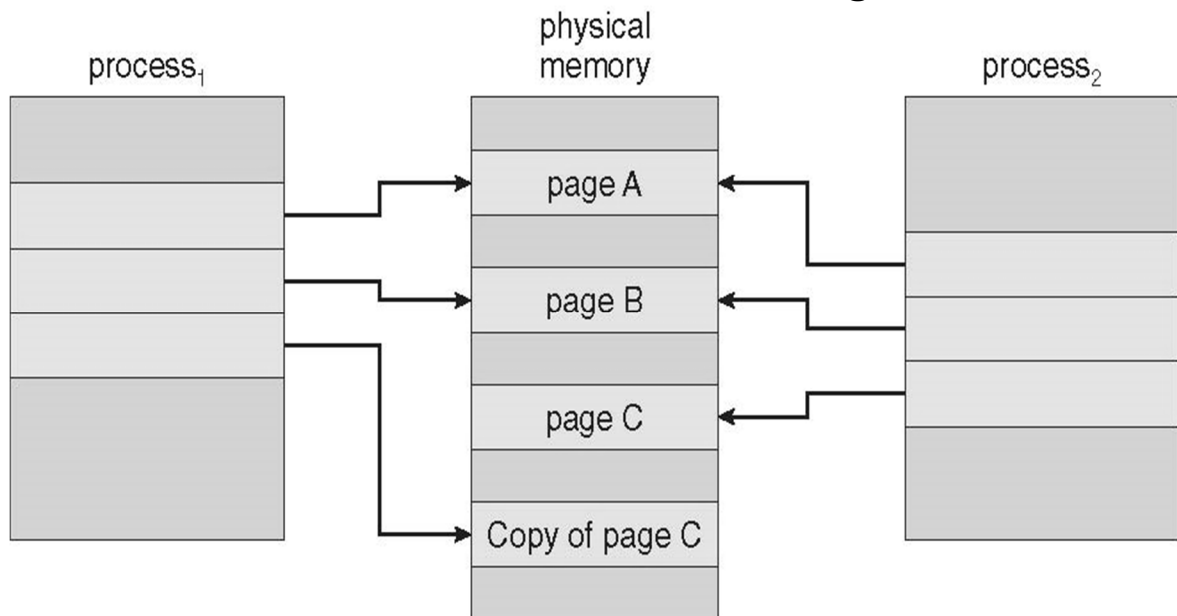 physical
memory
process₁
process₂
page A
page B
page C
Copy of page C